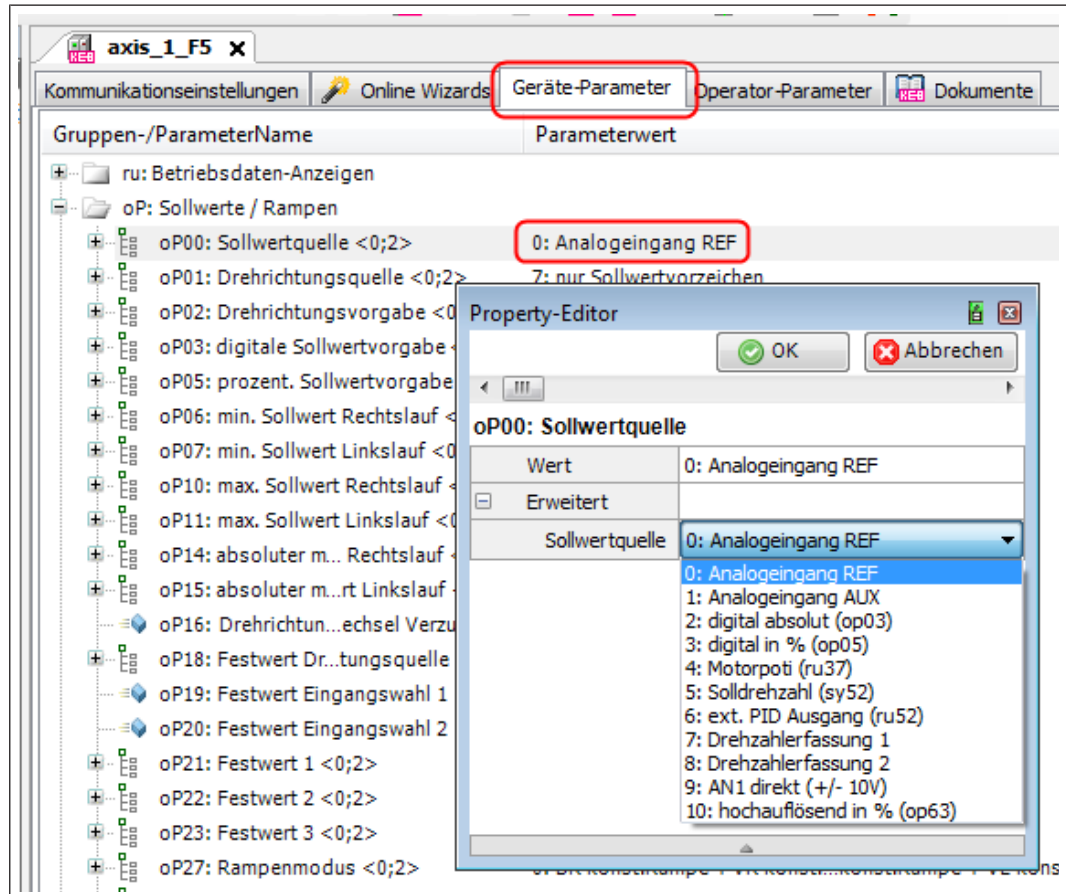 axis_1_F5 x
Kommunikationseinstellungen Online Wizards Geräte-Parameter Operator-Parameter KEB Dokumente
Gruppen-/ParameterName Parameterwert
ru: Betriebsdaten-Anzeigen
oP: Sollwerte / Rampen
oP00: Sollwertquelle <0;2> 0: Analogeingang REF
oP01: Drehrichtungsquelle <0;2> 7: nur Sollwertvorzeichen
oP02: Drehrichtungsvorgabe <0
oP03: digitale Sollwertvorgabe
oP05: prozent. Sollwertvorgabe
oP06: min. Sollwert Rechtslauf <
oP07: min. Sollwert Linkslauf <0
oP10: max. Sollwert Rechtslauf <
oP11: max. Sollwert Linkslauf <0
oP14: absoluter m... Rechtslauf
oP15: absoluter m...rt Linkslauf
oP16: Drehrichtun...echsel Verzu
oP18: Festwert Dr...tungsquelle
oP19: Festwert Eingangswahl 1
oP20: Festwert Eingangswahl 2
oP21: Festwert 1 <0;2>
oP22: Festwert 2 <0;2>
oP23: Festwert 3 <0;2>
oP27: Rampenmodus <0;2>
Property-Editor
OK Abbrechen
oP00: Sollwertquelle
Wert 0: Analogeingang REF
Erweitert
Sollwertquelle 0: Analogeingang REF
0: Analogeingang REF
1: Analogeingang AUX
2: digital absolut (op03)
3: digital in % (op05)
4: Motorpoti (ru37)
5: Solldrehzahl (sy52)
6: ext. PID Ausgang (ru52)
7: Drehzahlerfassung 1
8: Drehzahlerfassung 2
9: AN1 direkt (+/- 10V)
10: hochauflösend in % (op63)